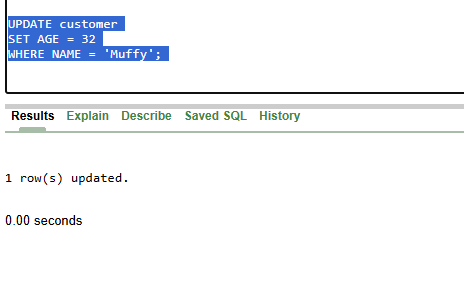 UPDATE customer
SET AGE = 32
WHERE NAME = 'Muffy';
Results Explain Describe Saved SQL History
1 row(s) updated.
0.00 seconds